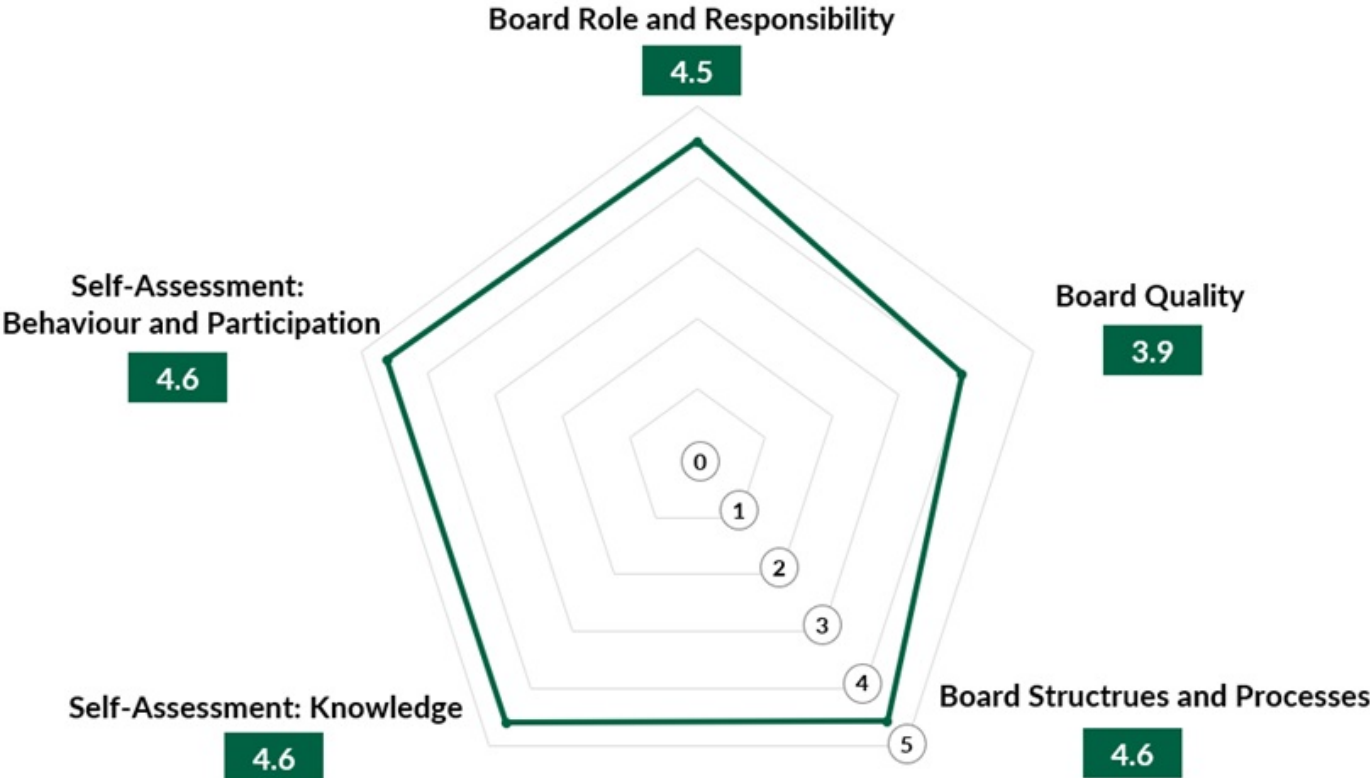 Board Role and Responsibility
4.5
Self-Assessment:
Behaviour and Participation
4.6
Board Quality
3.9
0
1
2
3
4
5
Self-Assessment: Knowledge
4.6
Board Structrues and Processes
4.6